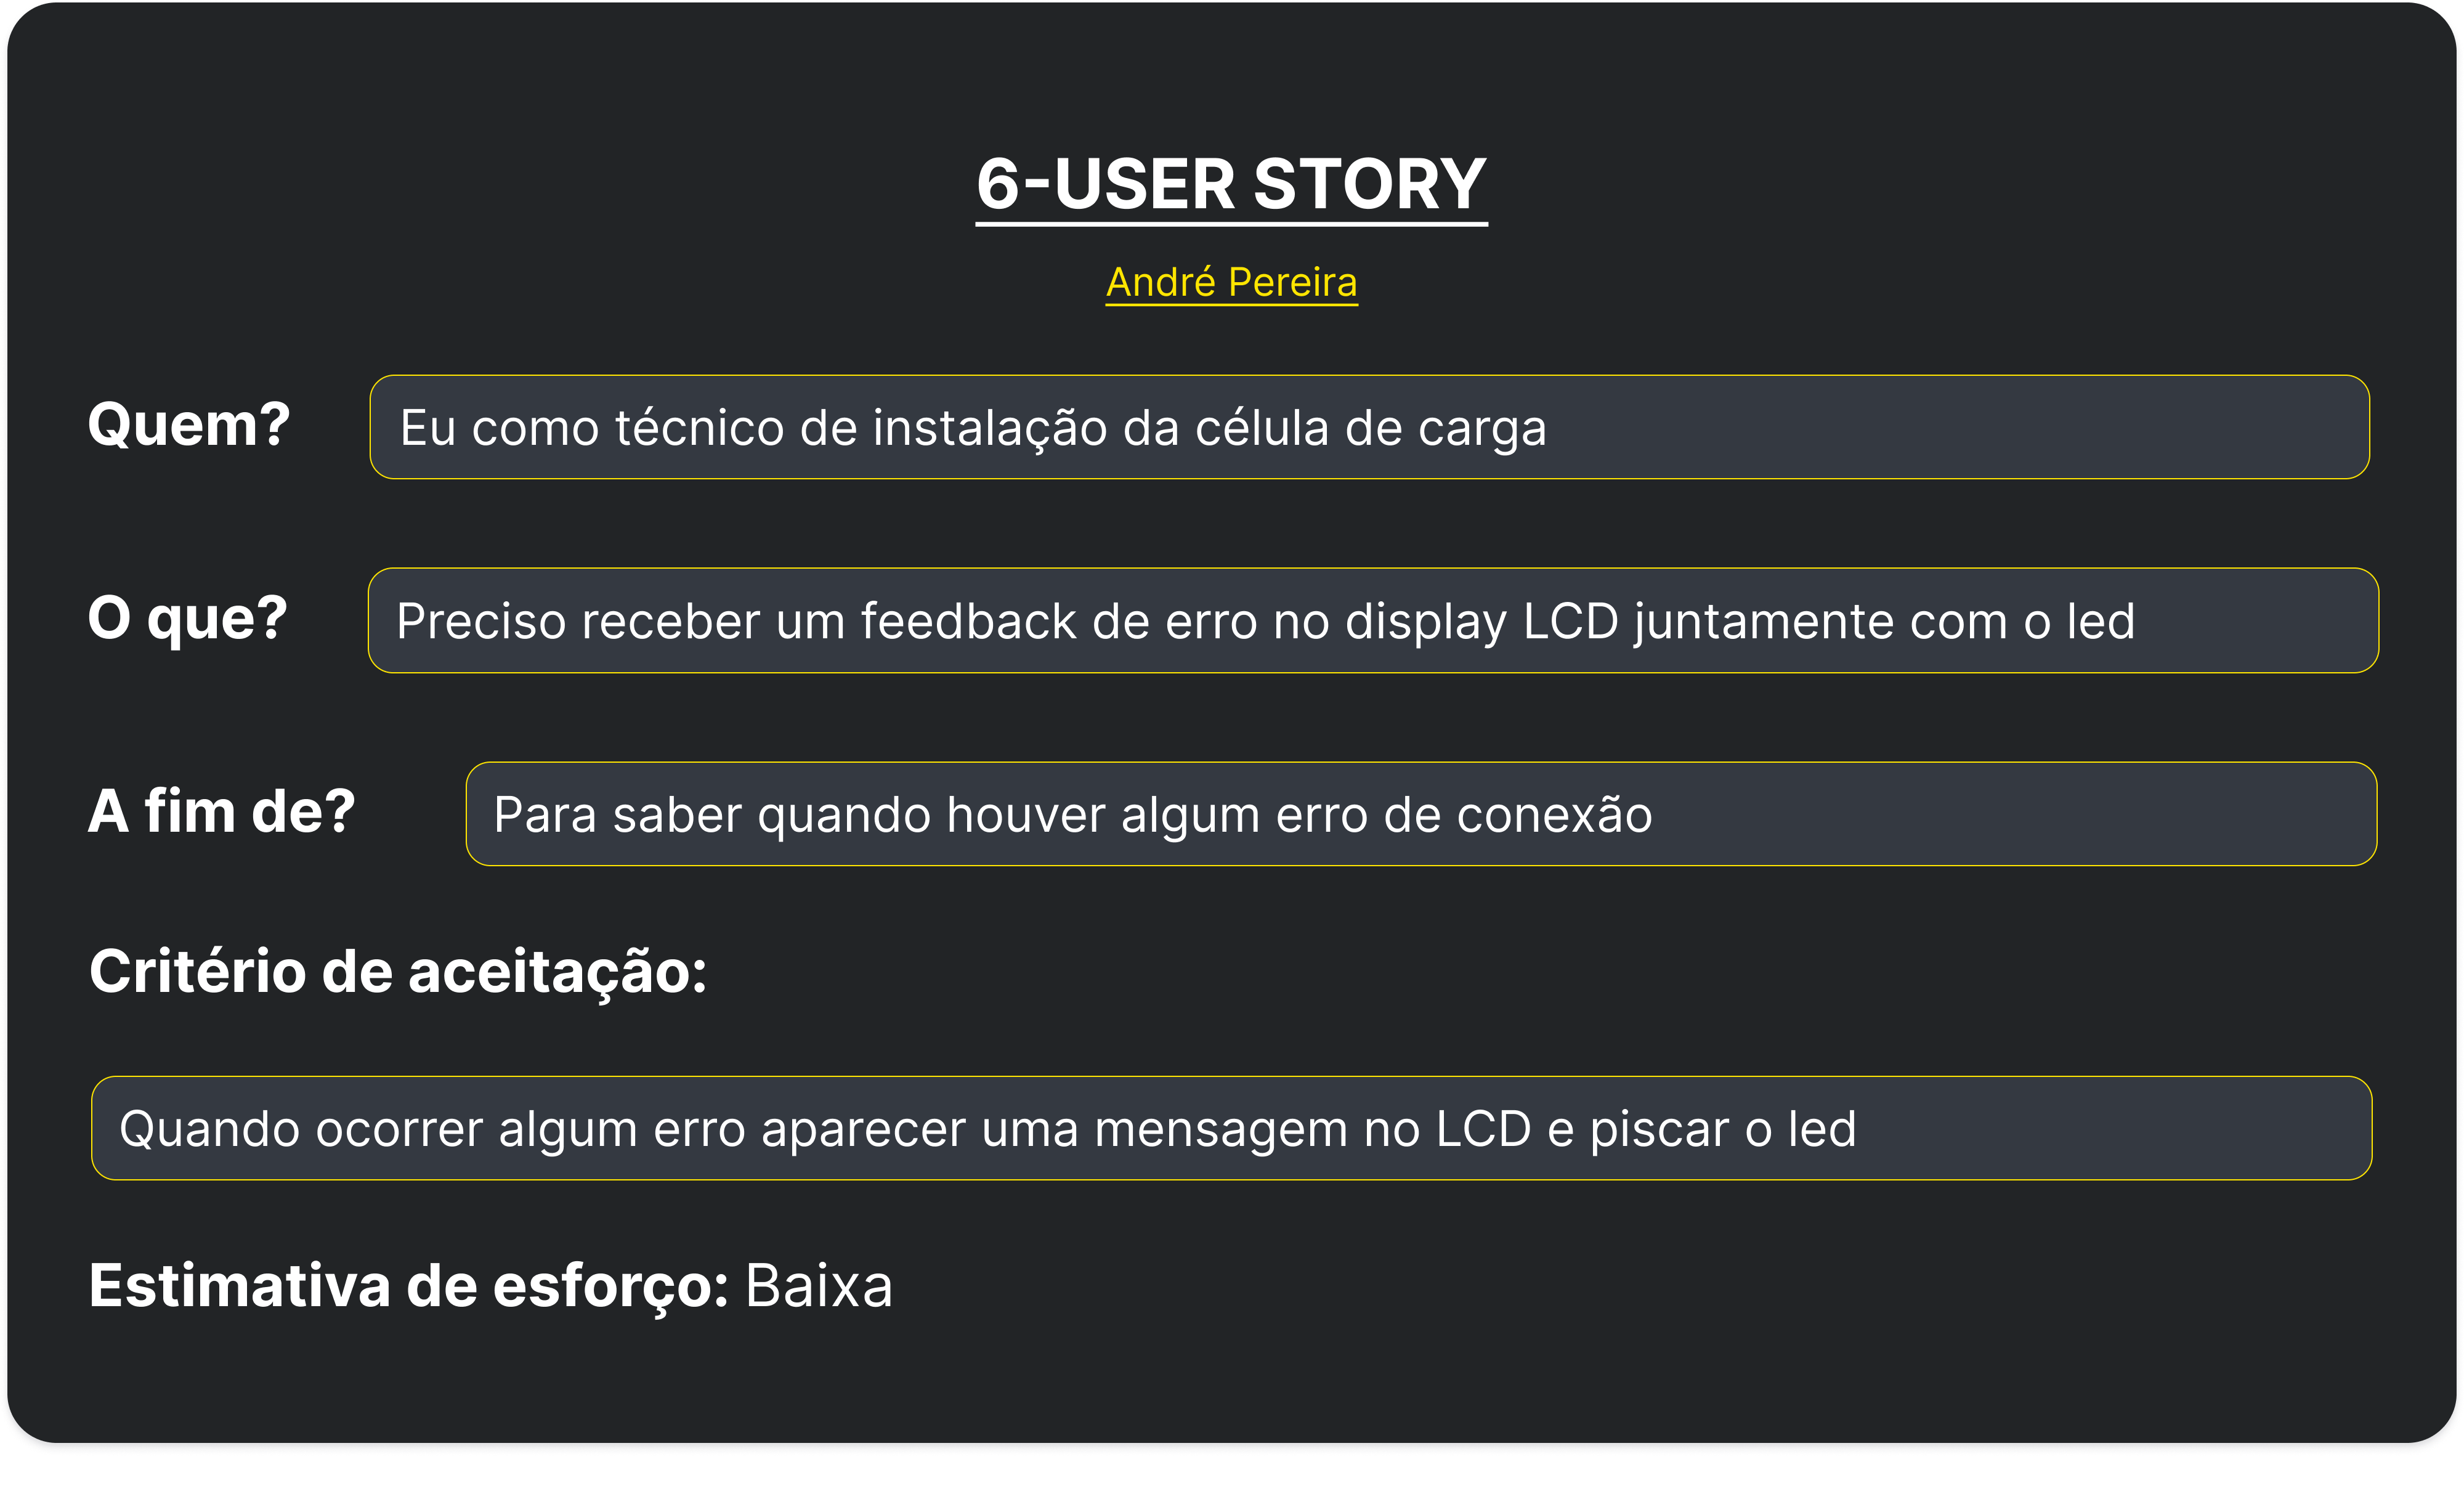 6-USER STORY
André Pereira
Quem?
Eu como técnico de instalação da célula de carga
O que?
Preciso receber um feedback de erro no display LCD juntamente com o led
A fim de?
Para saber quando houver algum erro de conexão
Critério de aceitação:
Quando ocorrer algum erro aparecer uma mensagem no LCD e piscar o led
Estimativa de esforço: Baixa